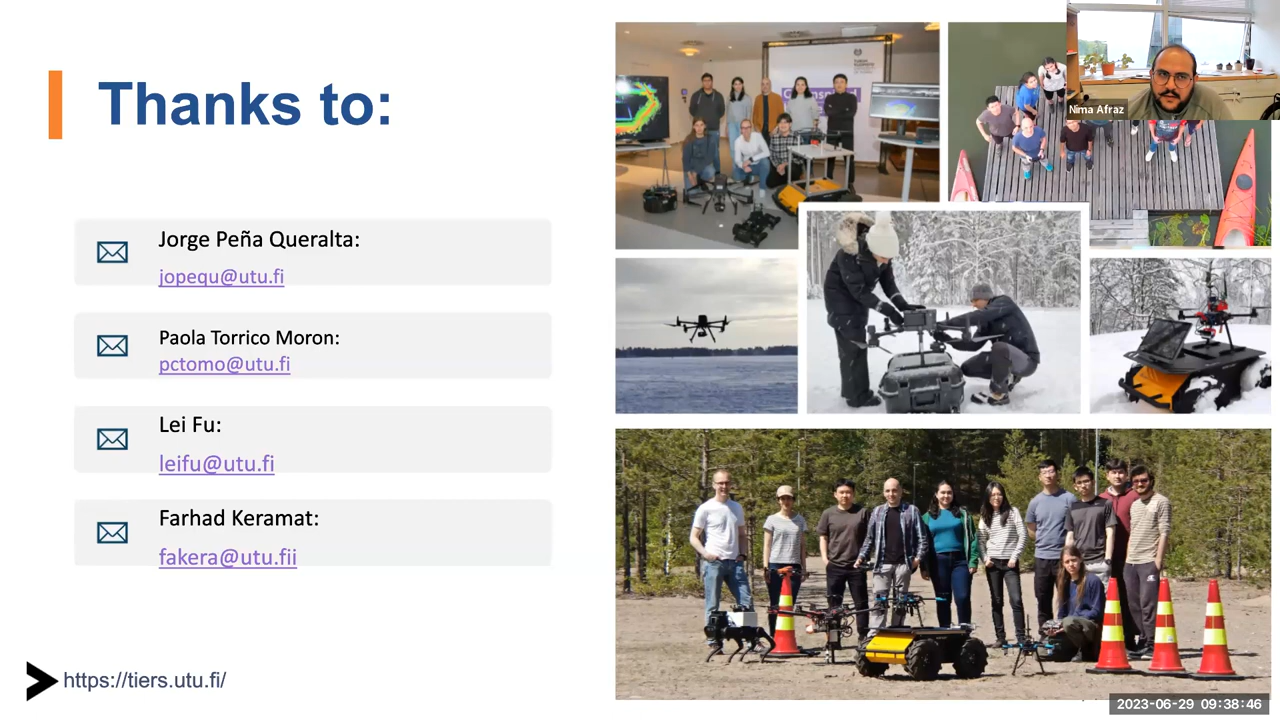 Thanks to:
Jorge Peña Queralta:
jopequ@utu.fi
Paola Torrico Moron:
pctomo@utu.fi
Lei Fu:
leifu@utu.fi
Farhad Keramat:
fakera@utu.fii
https://tiers.utu.fi/
Nima Afraz
2023-06-29 09:38:46